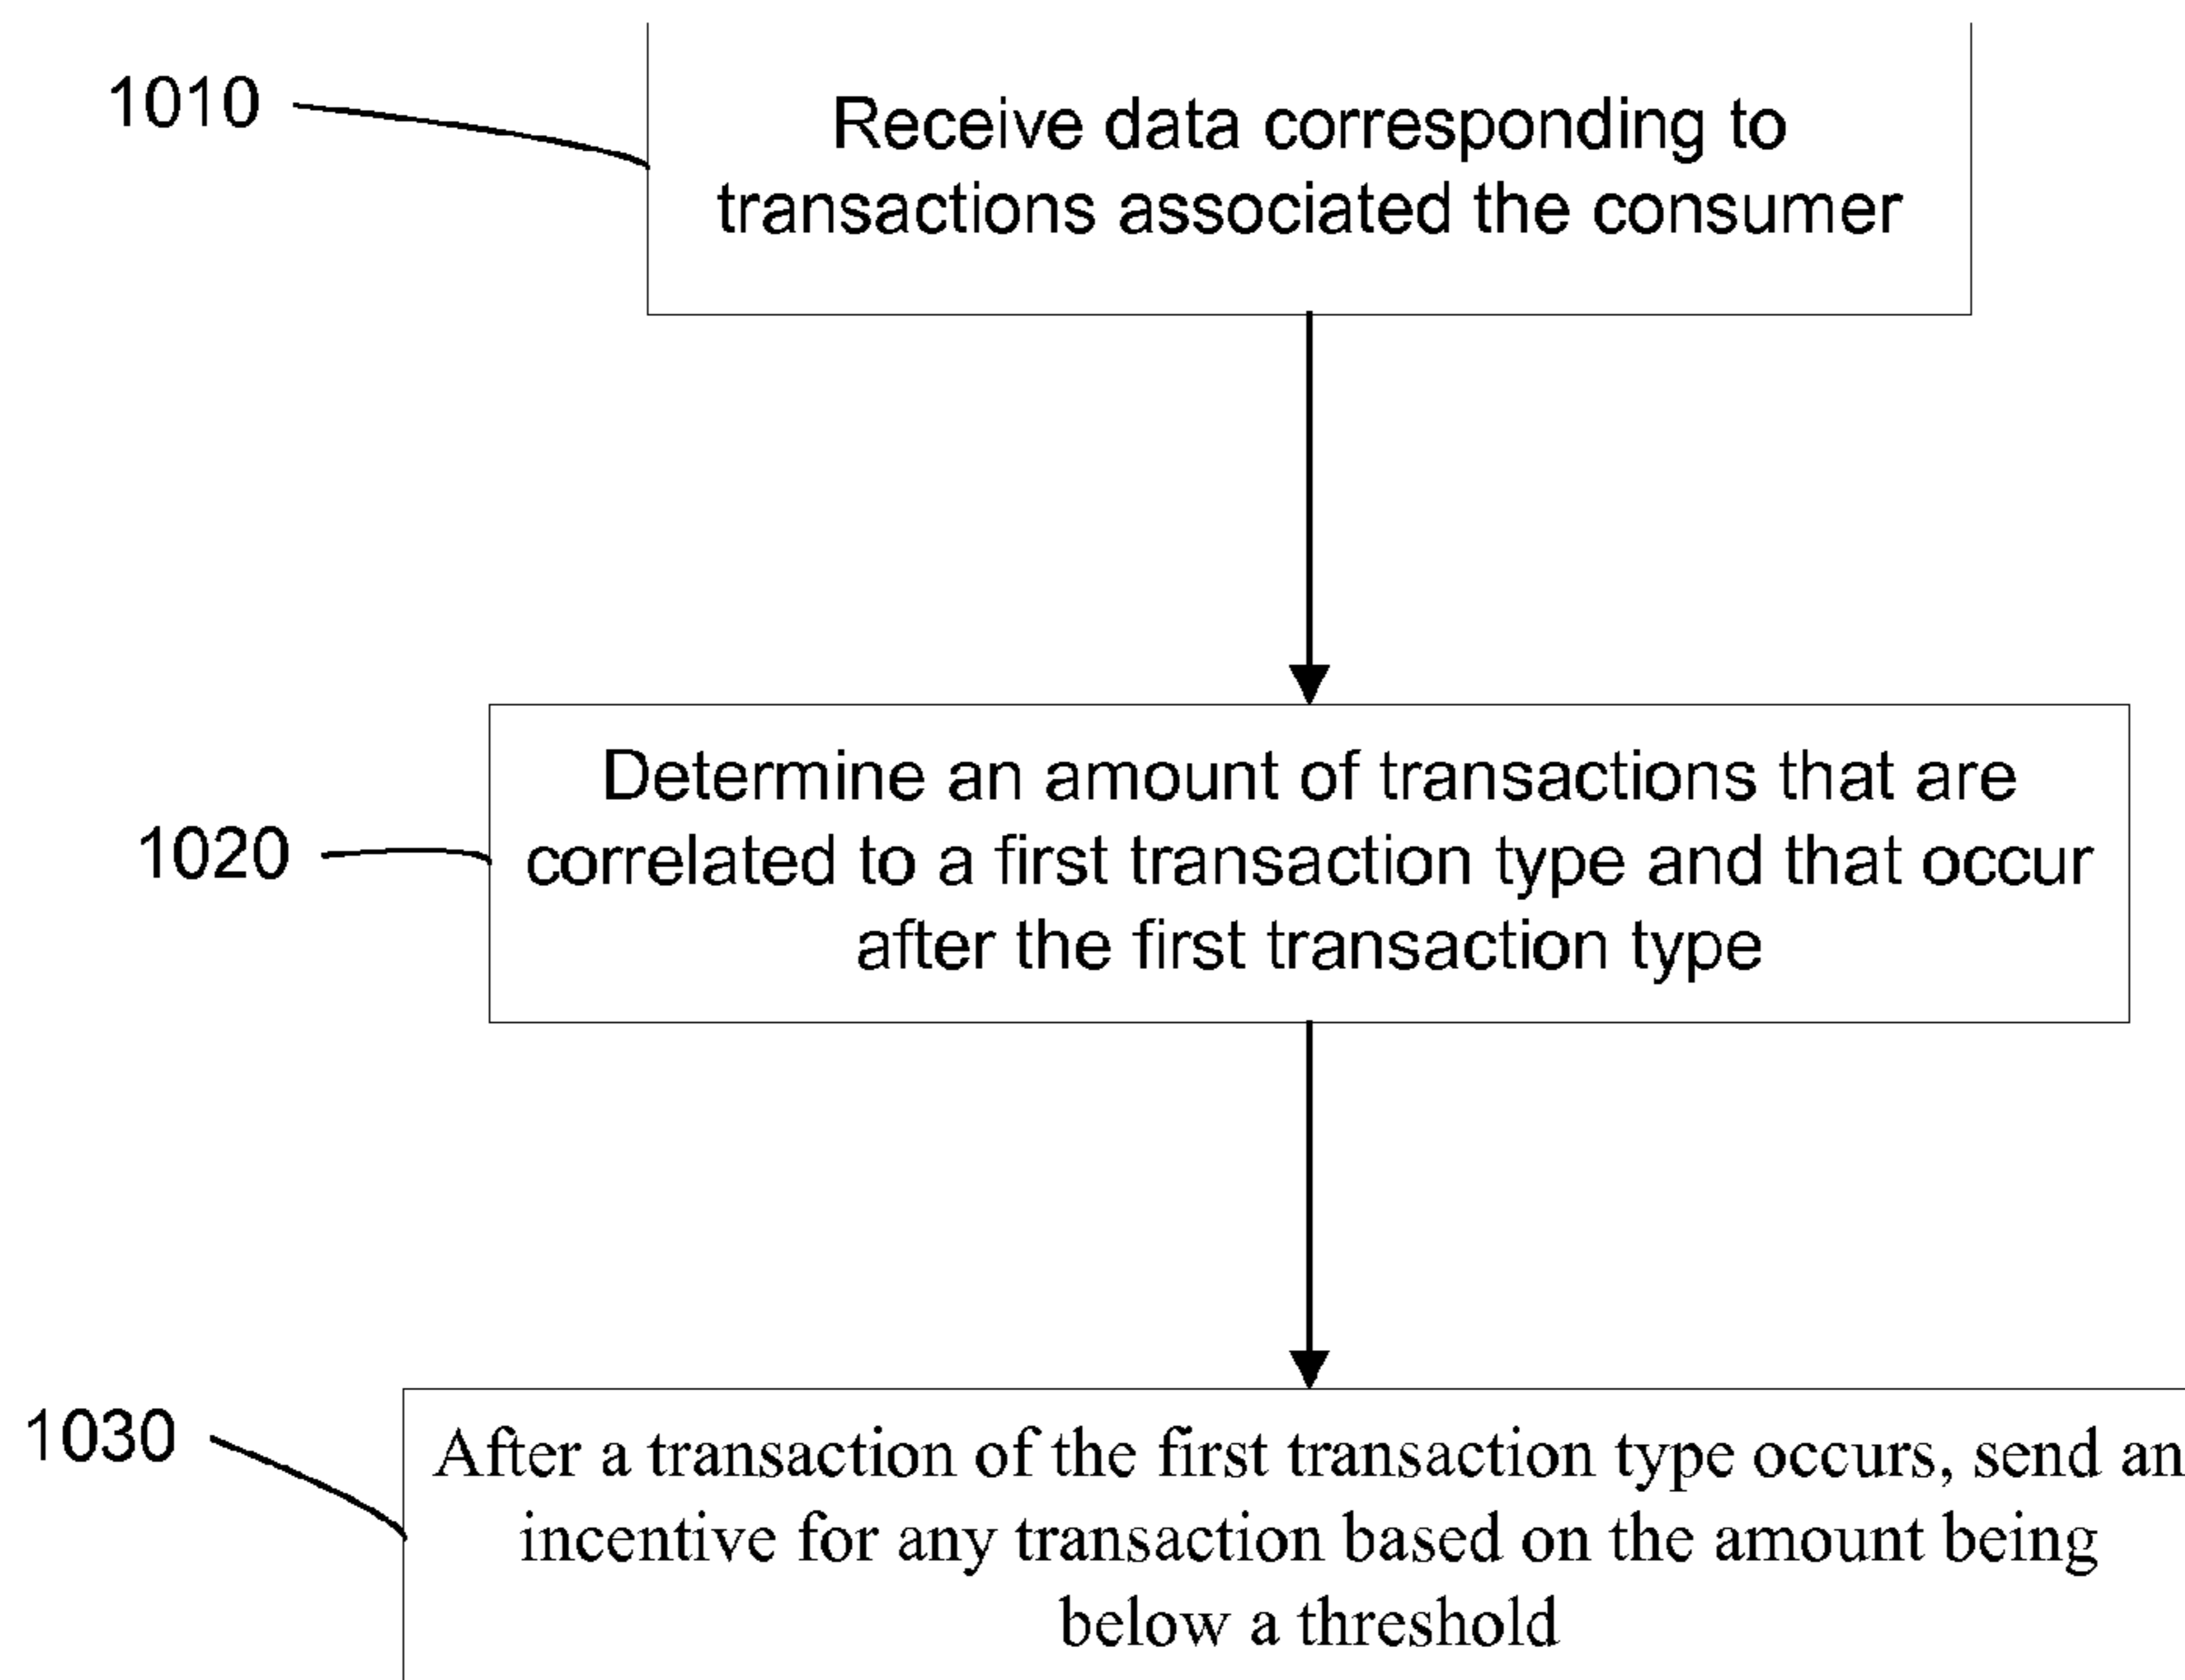 1010
Receive data corresponding to
transactions associated the consumer
1020
Determine an amount of transactions that are
correlated to a first transaction type and that occur
after the first transaction type
1030
After a transaction of the first transaction type occurs, send an
incentive for any transaction based on the amount being
below a threshold